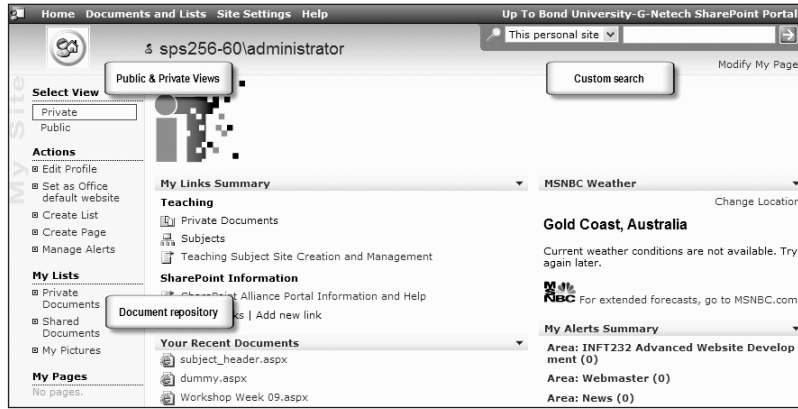 Home Documents and Lists Site Settings Help
Up To Bond University-G-Netech SharePoint Portal
This personal site
sps256-60\administrator
Modify My Page
Public & Private Views
Custom search
My Site
Select View
Private
Public
Actions
Edit Profile
Set as Office
default website
Create List
Create Page
Manage Alerts
My Lists
Private
Documents
Shared
Documents
My Pictures
My Pages
No pages.
Document repository
My Links Summary
Teaching
Private Documents
Subjects
Teaching Subject Site Creation and Management
SharePoint Information
SharePoint Alliance Portal Information and Help
ks | Add new link
Your Recent Documents
subject_header.aspx
dummy.aspx
Workshop Week 09.aspx
MSNBC Weather
Change Location
Gold Coast, Australia
Current weather conditions are not available. Try
again later.
MSNBC For extended forecasts, go to MSNBC.com
My Alerts Summary
Area: INFT232 Advanced Website Develop
ment (0)
Area: Webmaster (0)
Area: News (0)